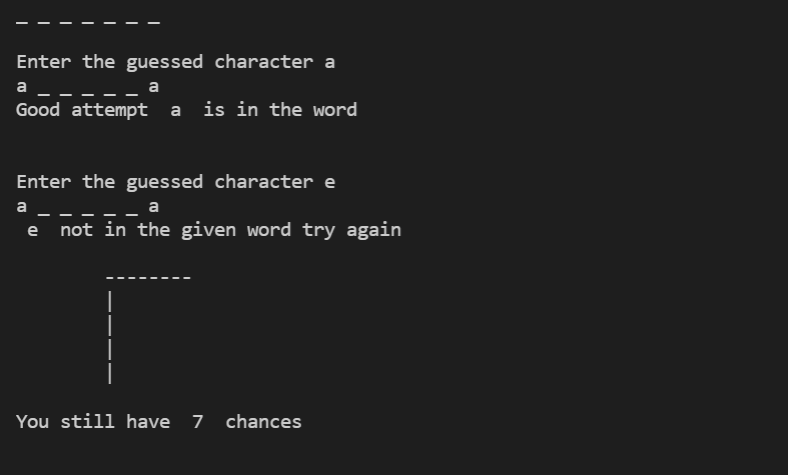 _ _ _ _ _ _ _
Enter the guessed character a
a _ _ _ _ _ a
Good attempt  a  is in the word
Enter the guessed character e
a _ _ _ _ _ a
 e  not in the given word try again
        --------
        |
        |
        |
        |
You still have  7  chances